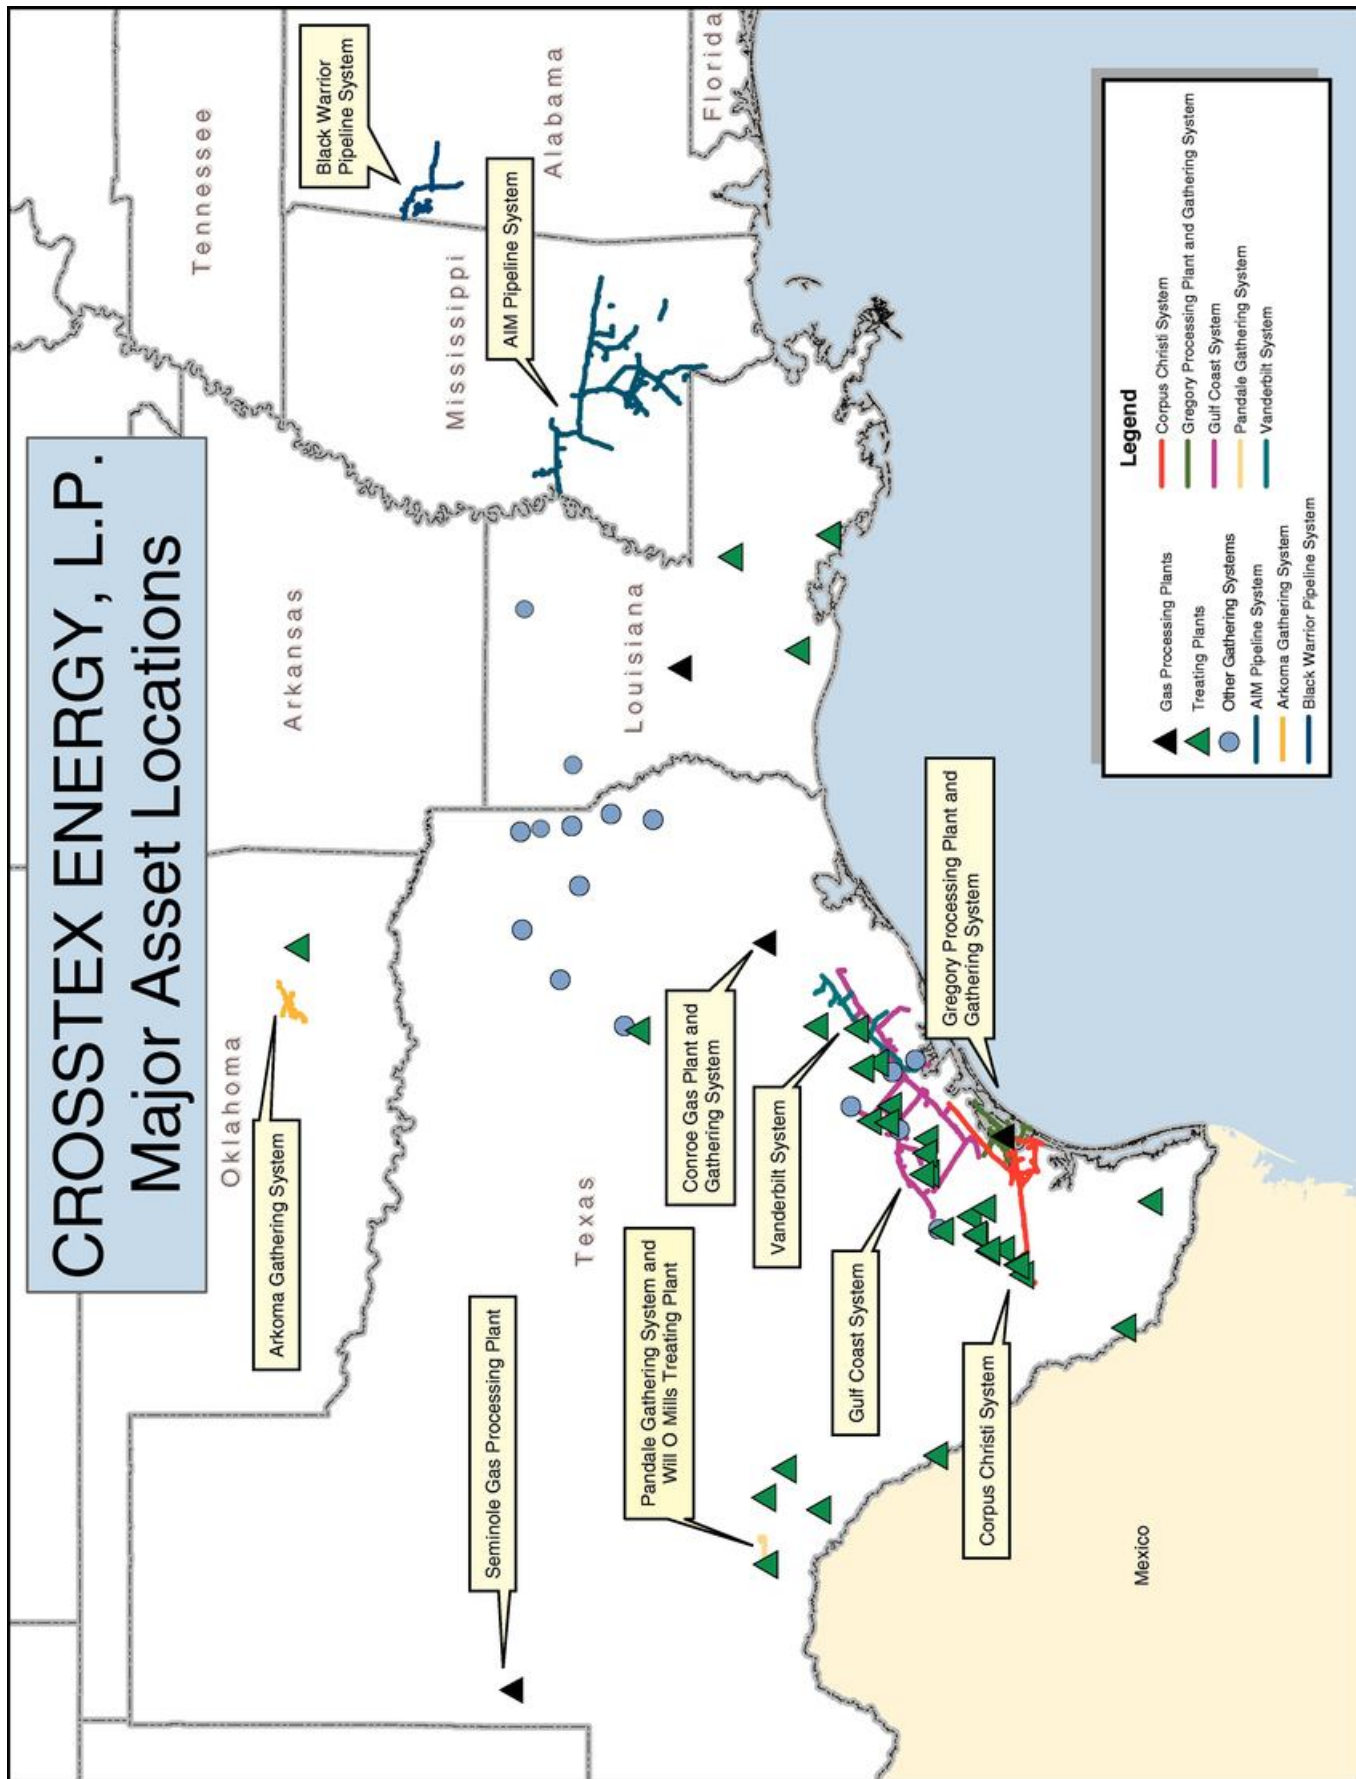 CROSSTEX ENERGY, L.P.
Major Asset Locations
Tennessee
Oklahoma
Arkansas
Mississippi
Alabama
Florida
Texas
Louisiana
Mexico
Black Warrior
Pipeline System
AIM Pipeline System
Arkoma Gathering System
Seminole Gas Processing Plant
Pandale Gathering System and
Will O Mills Treating Plant
Conroe Gas Plant and
Gathering System
Vanderbilt System
Gulf Coast System
Gregory Processing Plant and
Gathering System
Corpus Christi System
Legend
Gas Processing Plants
Treating Plants
Other Gathering Systems
AIM Pipeline System
Arkoma Gathering System
Black Warrior Pipeline System
Corpus Christi System
Gregory Processing Plant and Gathering System
Gulf Coast System
Pandale Gathering System
Vanderbilt System